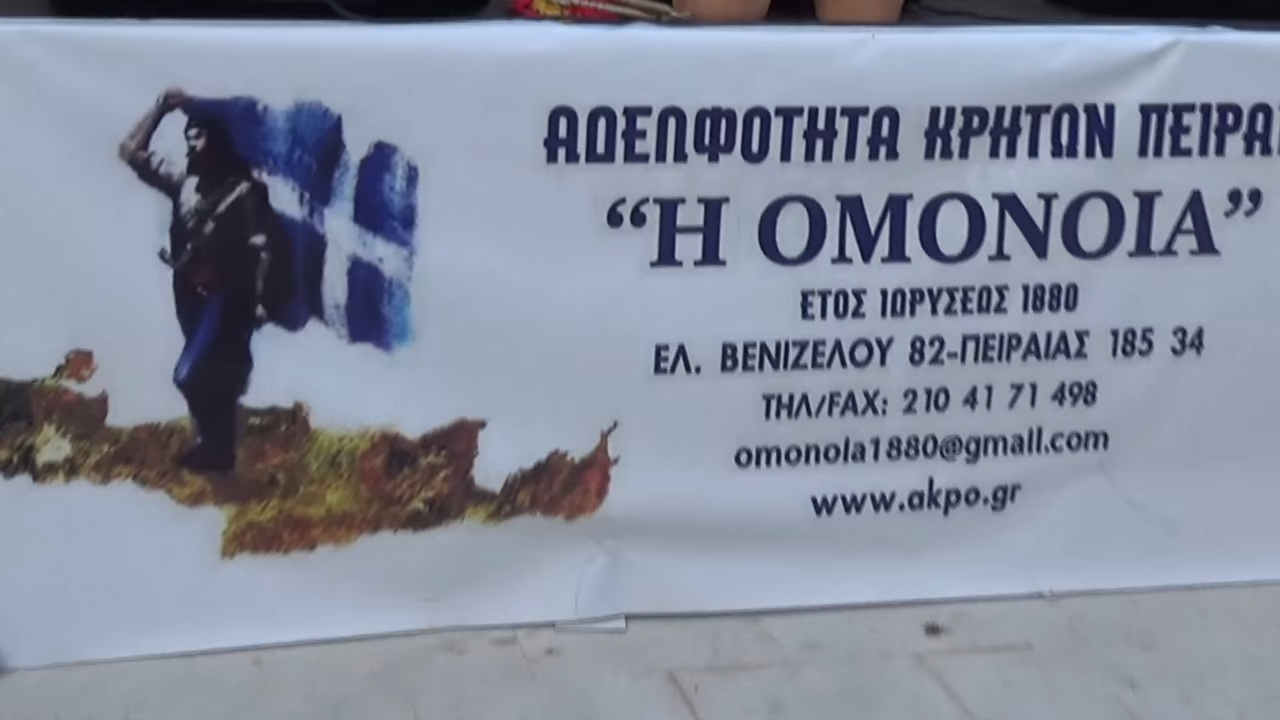 ΑΔΕΛΦΟΤΗΤΑ ΚΡΗΤΩΝ ΠΕΙΡΑ
“Η ΟΜΟΝΟΙΑ”
ΕΤΟΣ ΙΔΡΥΣΕΩΣ 1880
ΕΛ. ΒΕΝΙΖΕΛΟΥ 82-ΠΕΙΡΑΙΑΣ 185 34
ΤΗΛ/FAX: 210 41 71 498
omonoia1880@gmail.com
www.akpo.gr